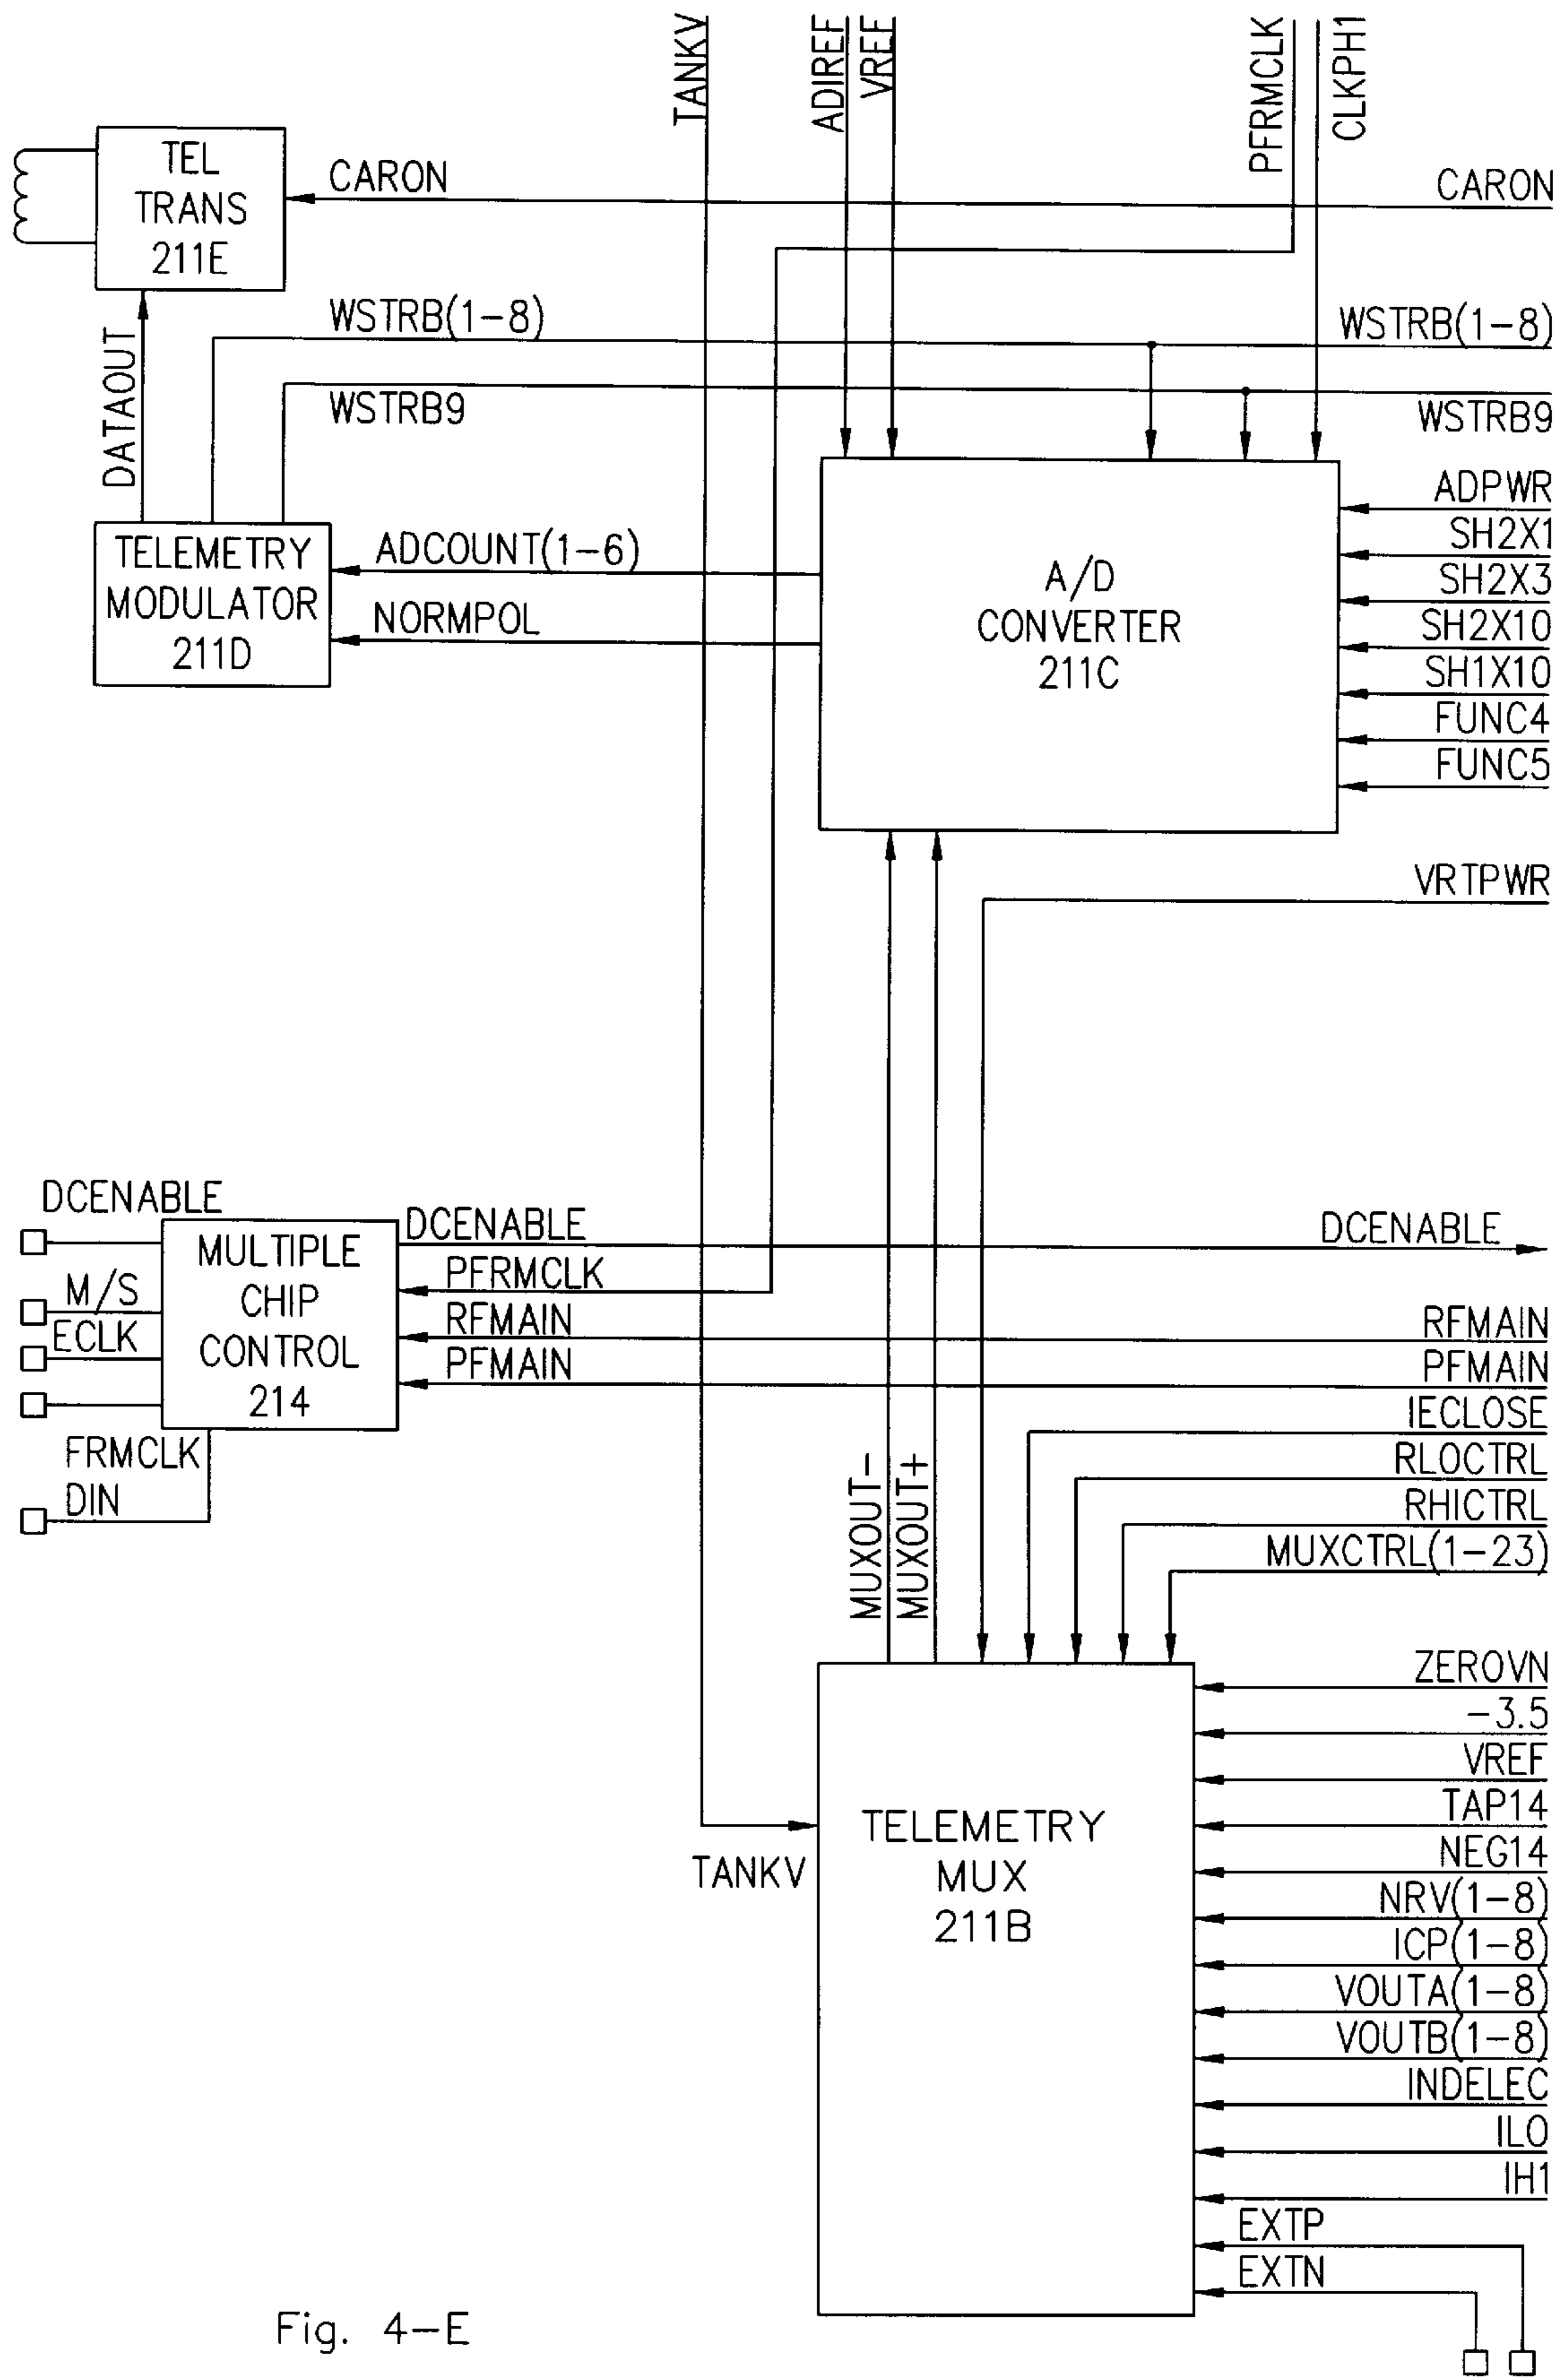 TANKV
ADIREF
VREF
PFRMCLK
CLKPH1
TEL
TRANS
211E
CARON
CARON
DATAOUT
WSTRB(1-8)
WSTRB(1-8)
WSTRB9
WSTRB9
TELEMETRY
MODULATOR
211D
ADCOUNT(1-6)
NORMPOL
A/D
CONVERTER
211C
ADPWR
SH2X1
SH2X3
SH2X10
SH1X10
FUNC4
FUNC5
VRTPWR
DCENABLE
MULTIPLE
CHIP
CONTROL
214
DCENABLE
DCENABLE
M/S
ECLK
FRMCLK
DIN
PFRMCLK
RFMAIN
RFMAIN
PFMAIN
PFMAIN
IECLOSE
RLOCTRL
RHICTRL
MUXCTRL(1-23)
MUXOUT-
MUXOUT+
TANKV
TELEMETRY
MUX
211B
ZEROVN
-3.5
VREF
TAP14
NEG14
NRV(1-8)
ICP(1-8)
VOUTA(1-8)
VOUTB(1-8)
INDELEC
ILO
IH1
EXTP
EXTN
Fig. 4-E